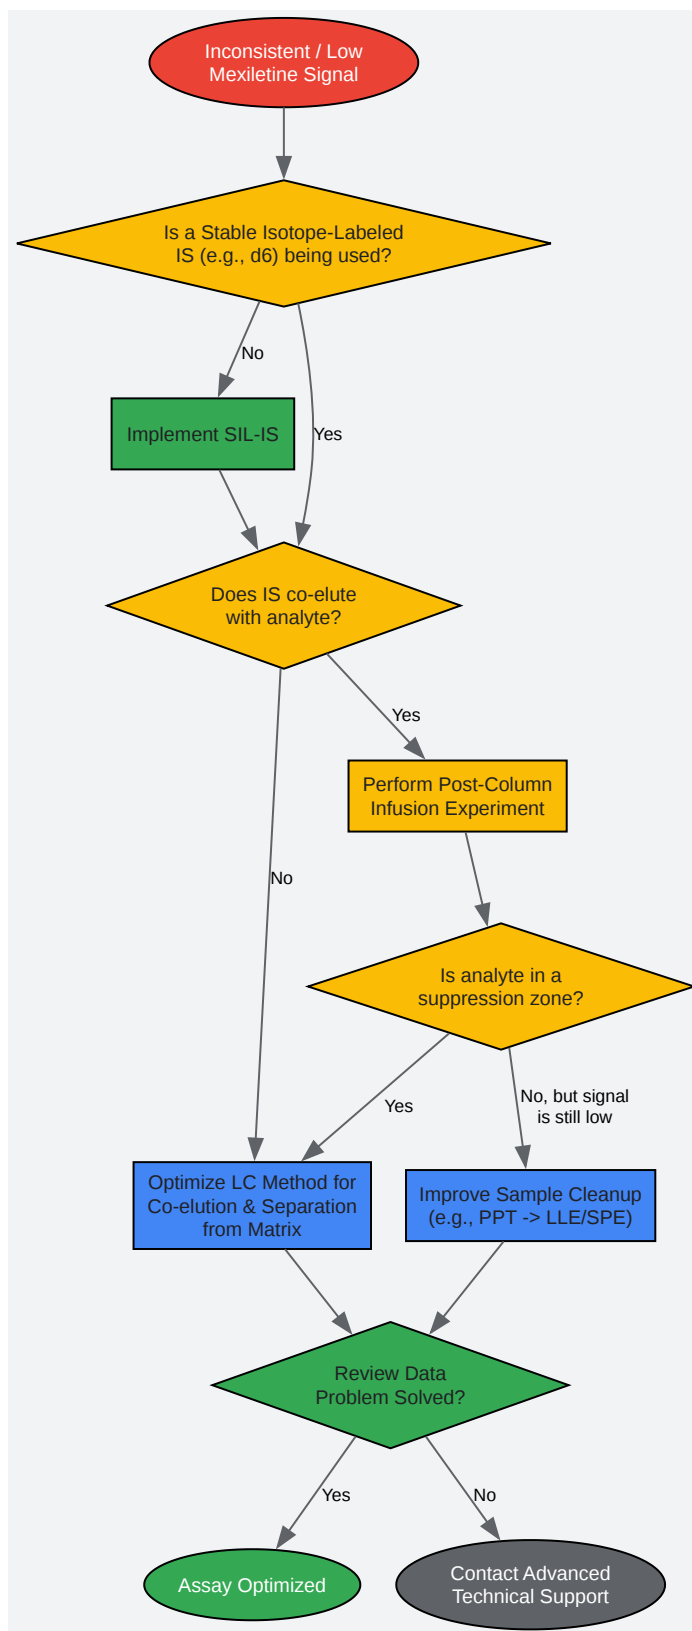 Inconsistent / Low
Mexiletine Signal
Is a Stable Isotope-Labeled
IS (e.g., d6) being used?
No
Implement SIL-IS
Yes
Does IS co-elute
with analyte?
Yes
Perform Post-Column
Infusion Experiment
No
Is analyte in a
suppression zone?
No, but signal
is still low
Yes
Optimize LC Method for
Co-elution & Separation
from Matrix
Improve Sample Cleanup
(e.g., PPT -> LLE/SPE)
Review Data
Problem Solved?
Yes
No
Assay Optimized
Contact Advanced
Technical Support